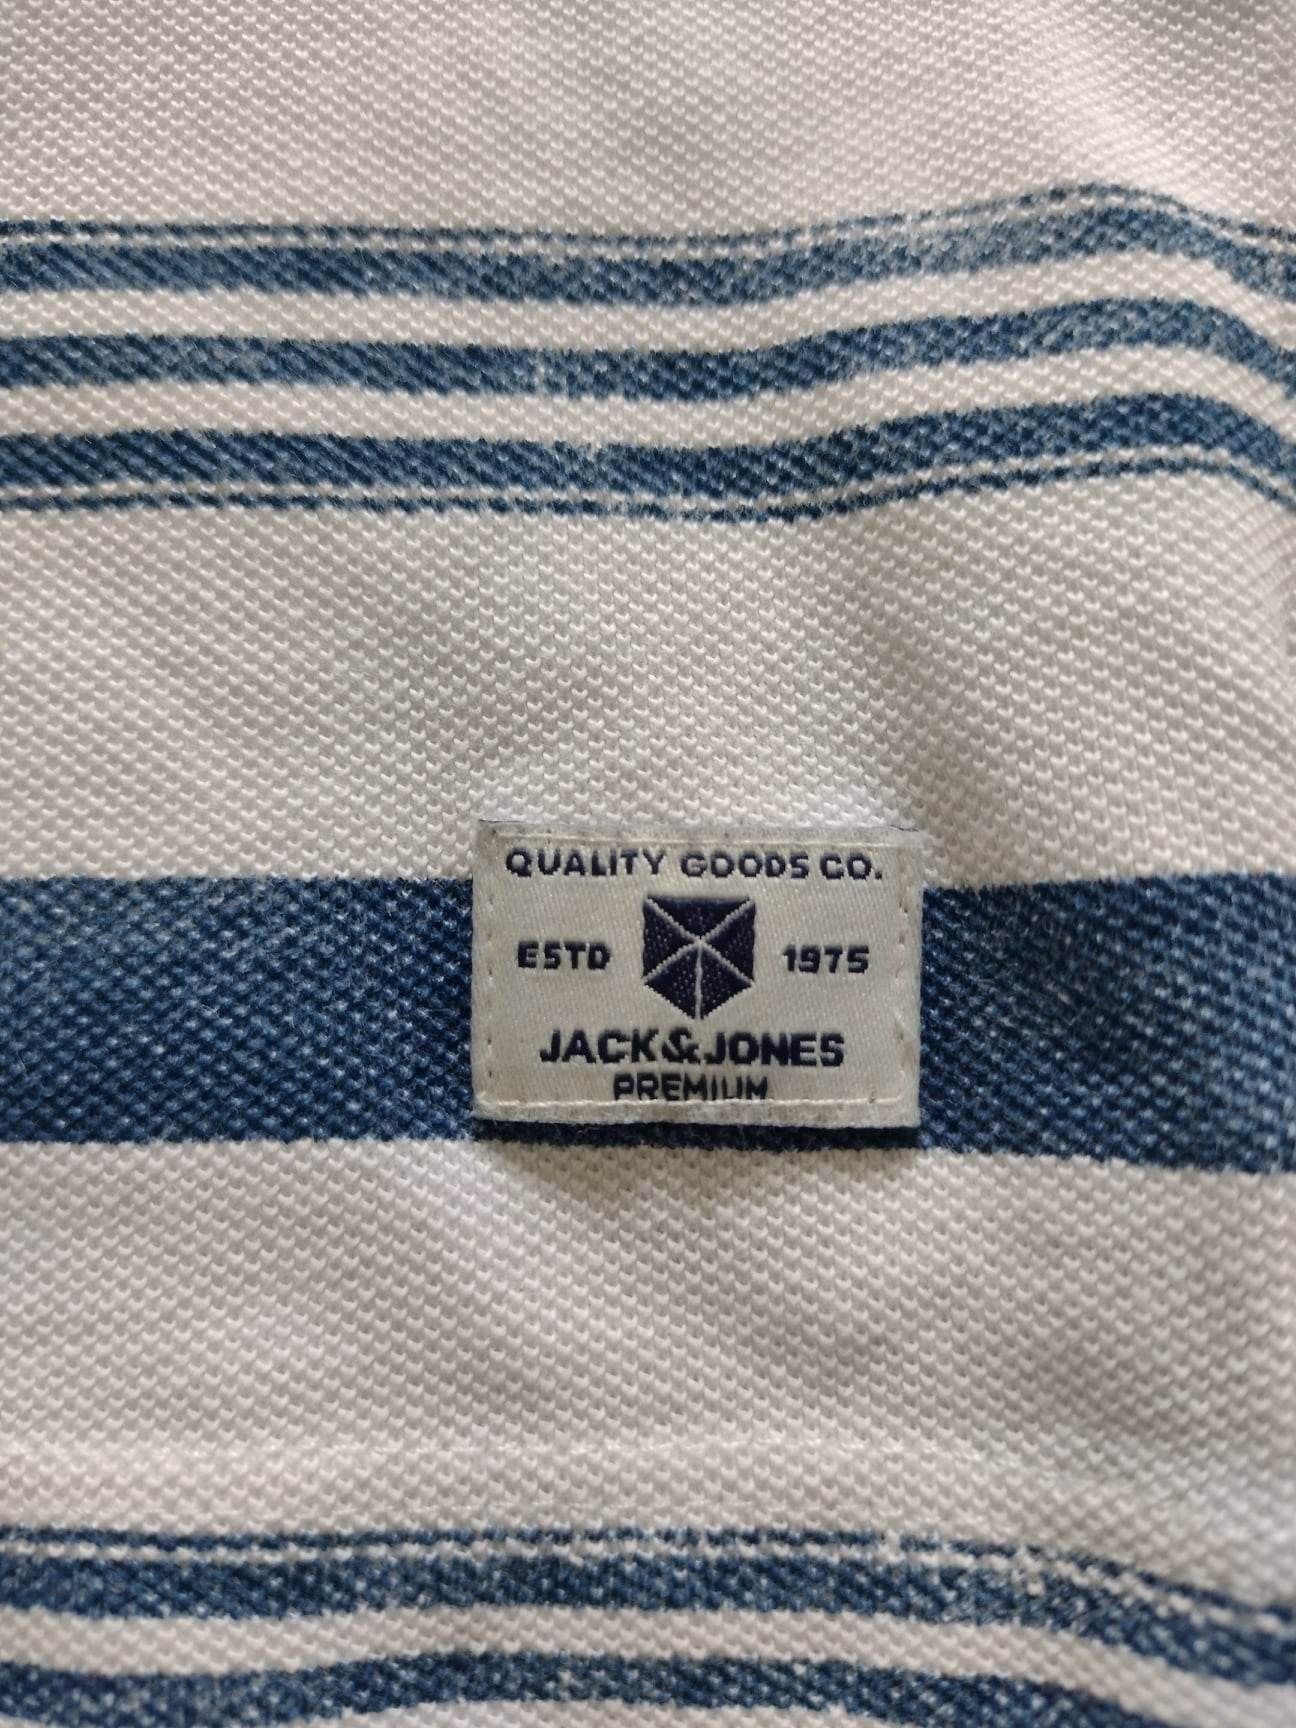 QUALITY GOODS CO.
ESTD 1975
JACK&JONES
PREMIUM